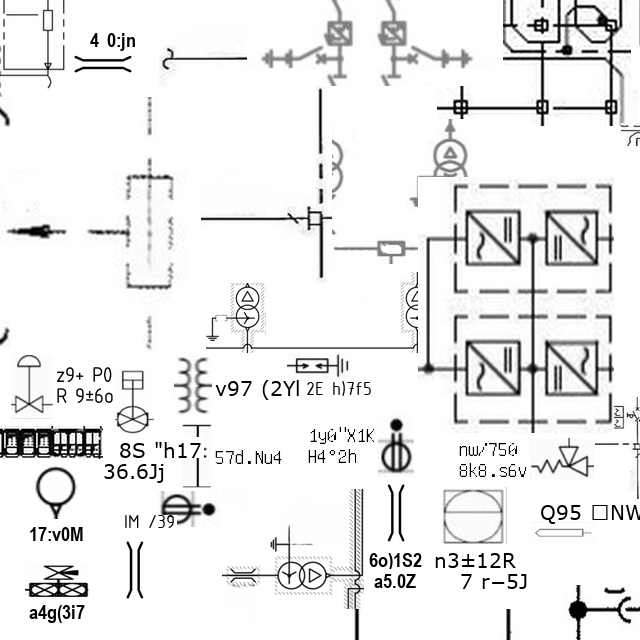 4 0:jn
z9+ P0
R 9±6o
v97 (2Yl
2E h)7f5
8S "h17:
36.6Jj
57d.Nu4
1y0"X1K
H4°2h
nw/750
8k8.s6v
17:v0M
IM /39
Q95 □NW
6o)1S2
a5.0Z
n3±12R
7 r−5J
a4g(3i7